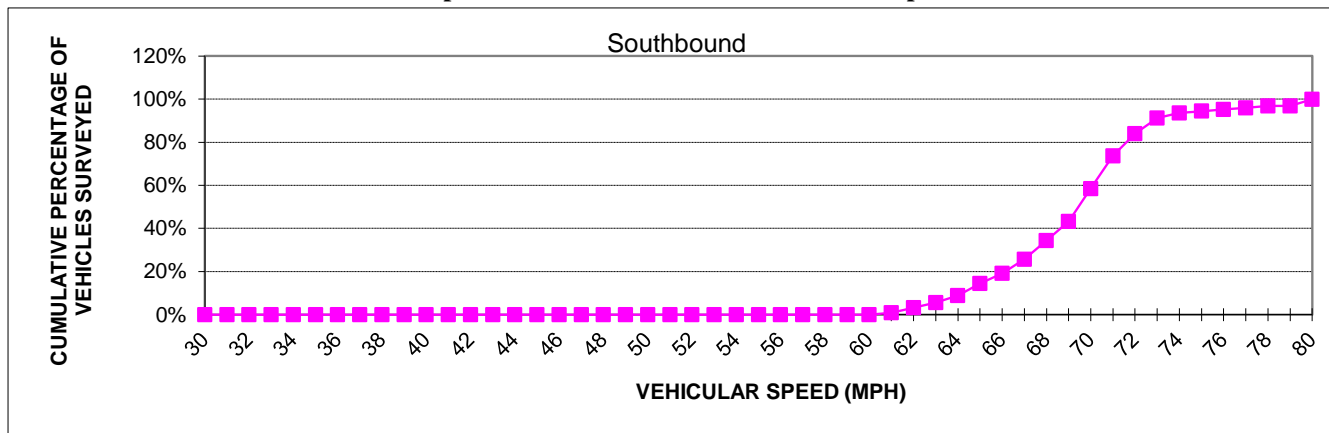 Southbound
CUMULATIVE PERCENTAGE OF
VEHICLES SURVEYED
120%
100%
80%
60%
40%
20%
0%
30 32 34 36 38 40 42 44 46 48 50 52 54 56 58 60 62 64 66 68 70 72 74 76 78 80
VEHICULAR SPEED (MPH)